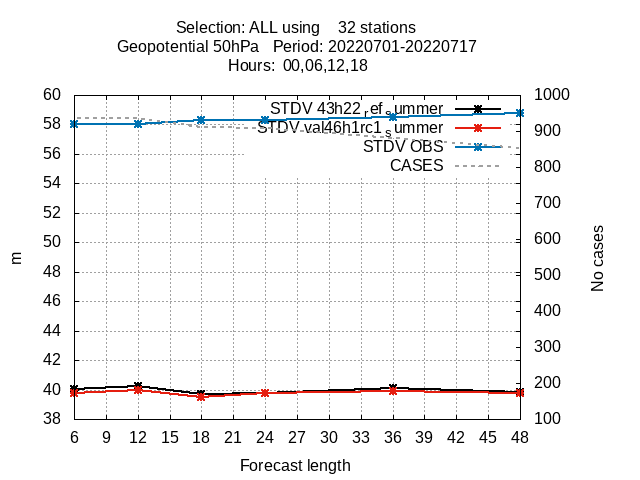 Selection: ALL using 32 stations
Geopotential 50hPa Period: 20220701-20220717
Hours: 00,06,12,18
60 1000
STDV 43h22ref summer
58 900
STDV val46h1rc1summer
STDV OBS
56
CASES 800
54
700
52
50 600
m No cases
48 500
46
400
44
300
42
200
40
38 100
6 9 12 15 18 21 24 27 30 33 36 39 42 45 48
Forecast length